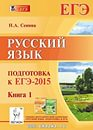 ЕГЭ
Н.А. Сенина
РУССКИЙ
ЯЗЫК
ПОДГОТОВКА
К ЕГЭ-2015
Книга 1